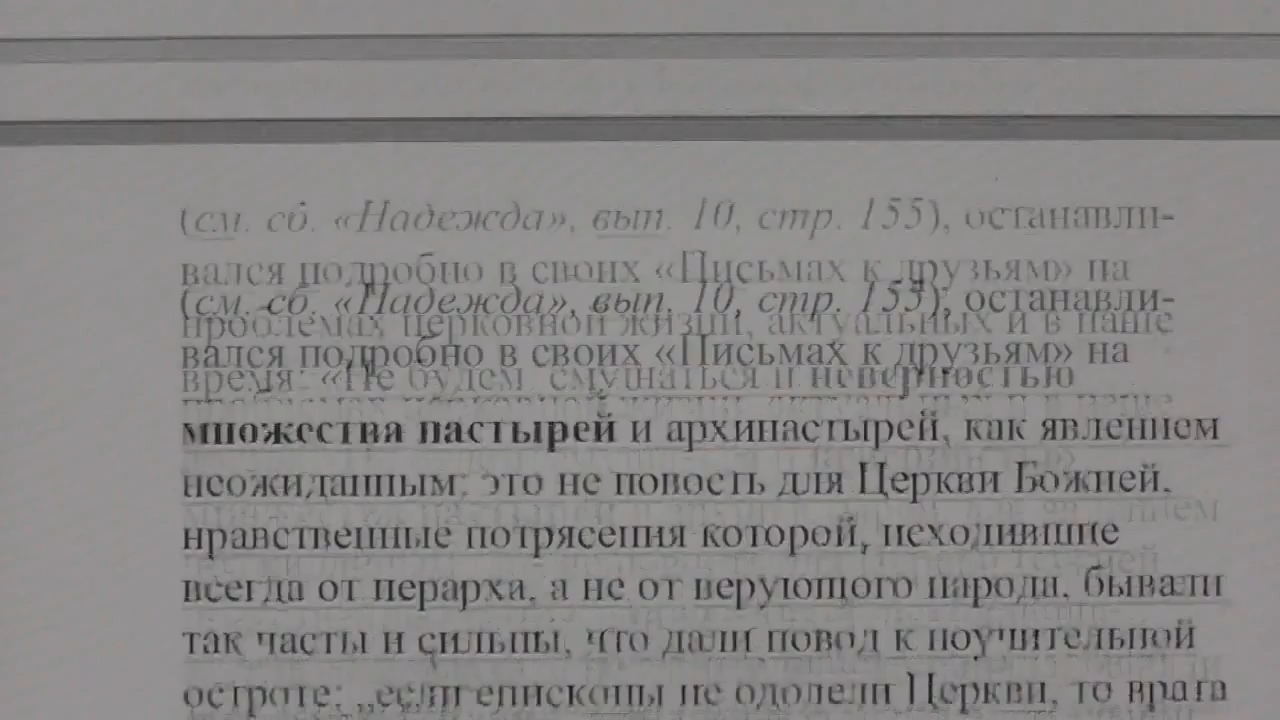 (см. сб. «Надежда», вып. 10, стр. 155), останавли-
вался подробно в своих «Письмах к друзьям» на
(см. сб. «Надежда», вып. 10, стр. 155), останавли-
проблемах церковной жизни, актуальных и в наше
вался подробно в своих «Письмах к друзьям» на
время: «Не будем смущаться и неверностью
множества пастырей и архипастырей, как явлением
неожиданным: это не новость для Церкви Божией,
нравственные потрясения которой, исходившие
всегда от иерарха, а не от верующего народа, бывали
так часты и сильны, что дали повод к поучительной
остроте: „если епископы не одолели Церкви, то врата